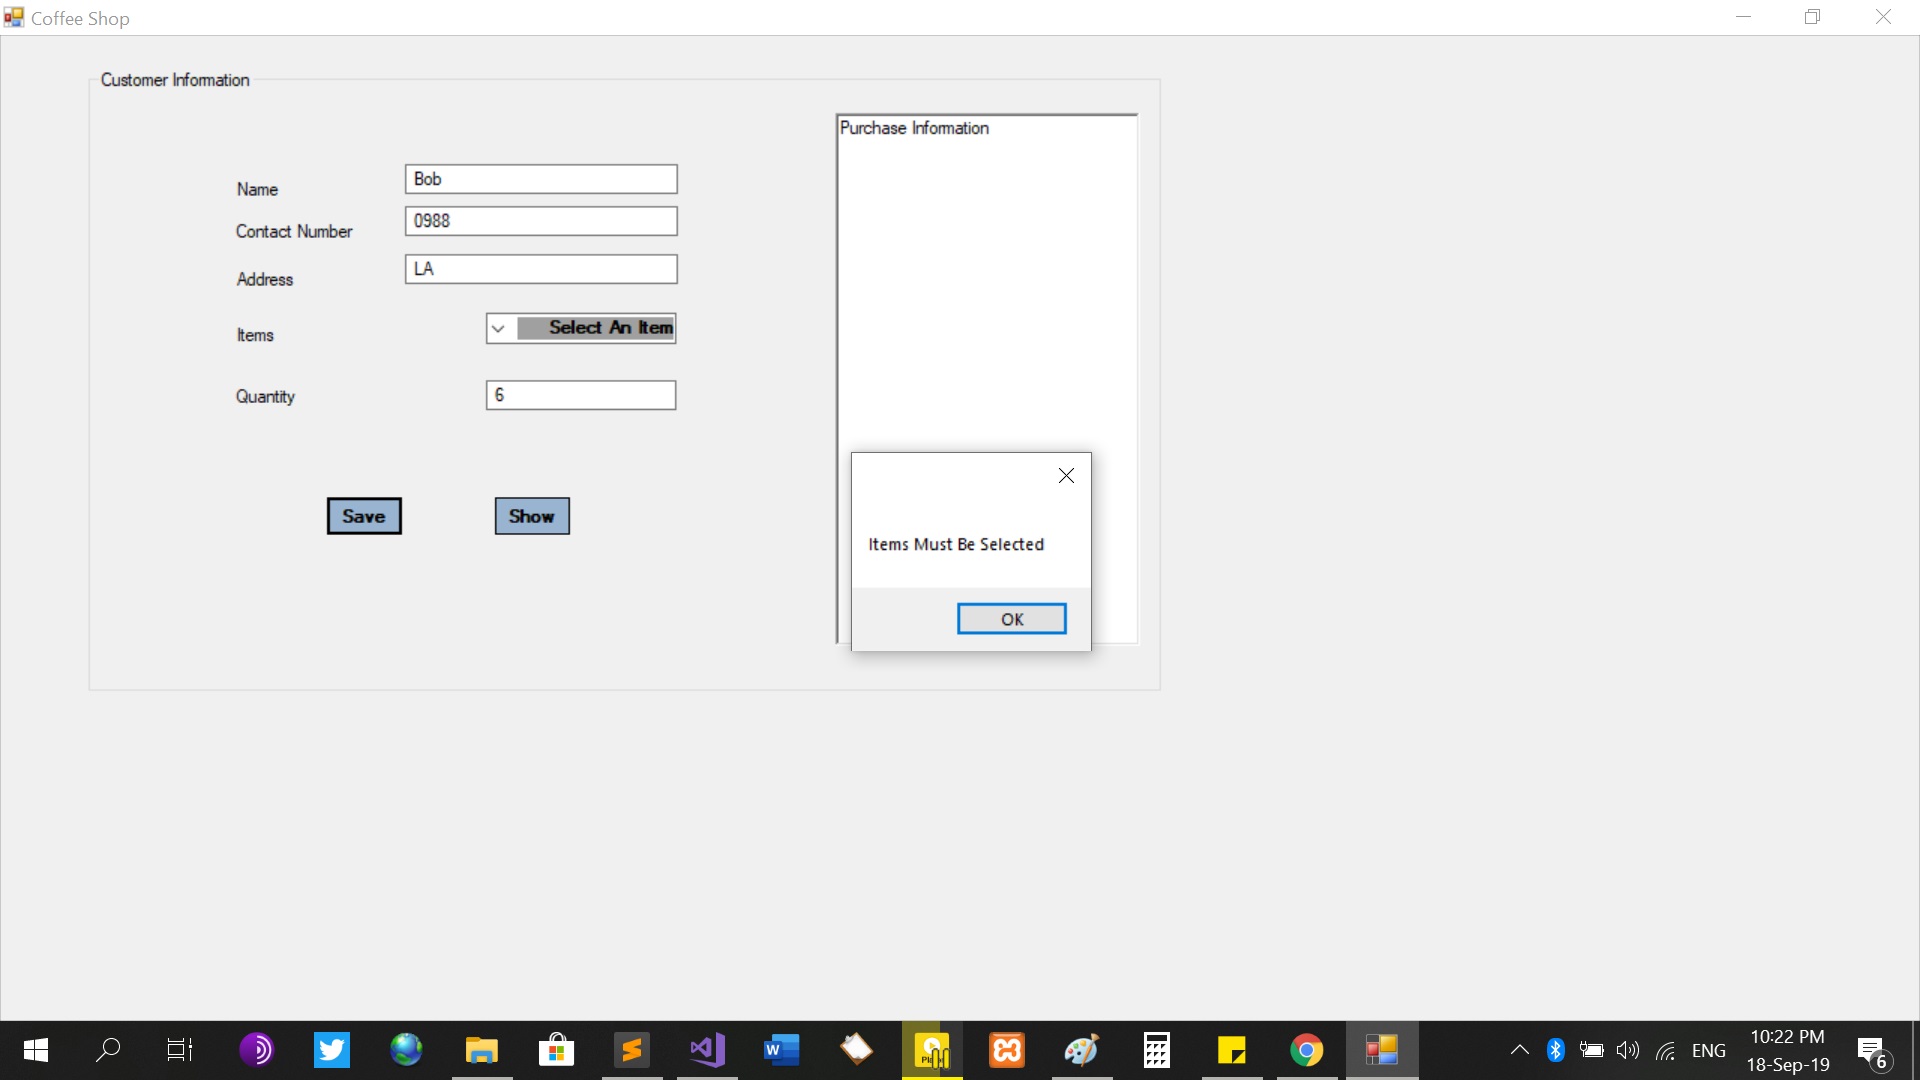 Coffee Shop
Customer Information
Purchase Information
Name
Bob
Contact Number
0988
Address
LA
Items
Select An Item
Quantity
6
Save
Show
Items Must Be Selected
OK
ENG
10:22 PM
18-Sep-19
6